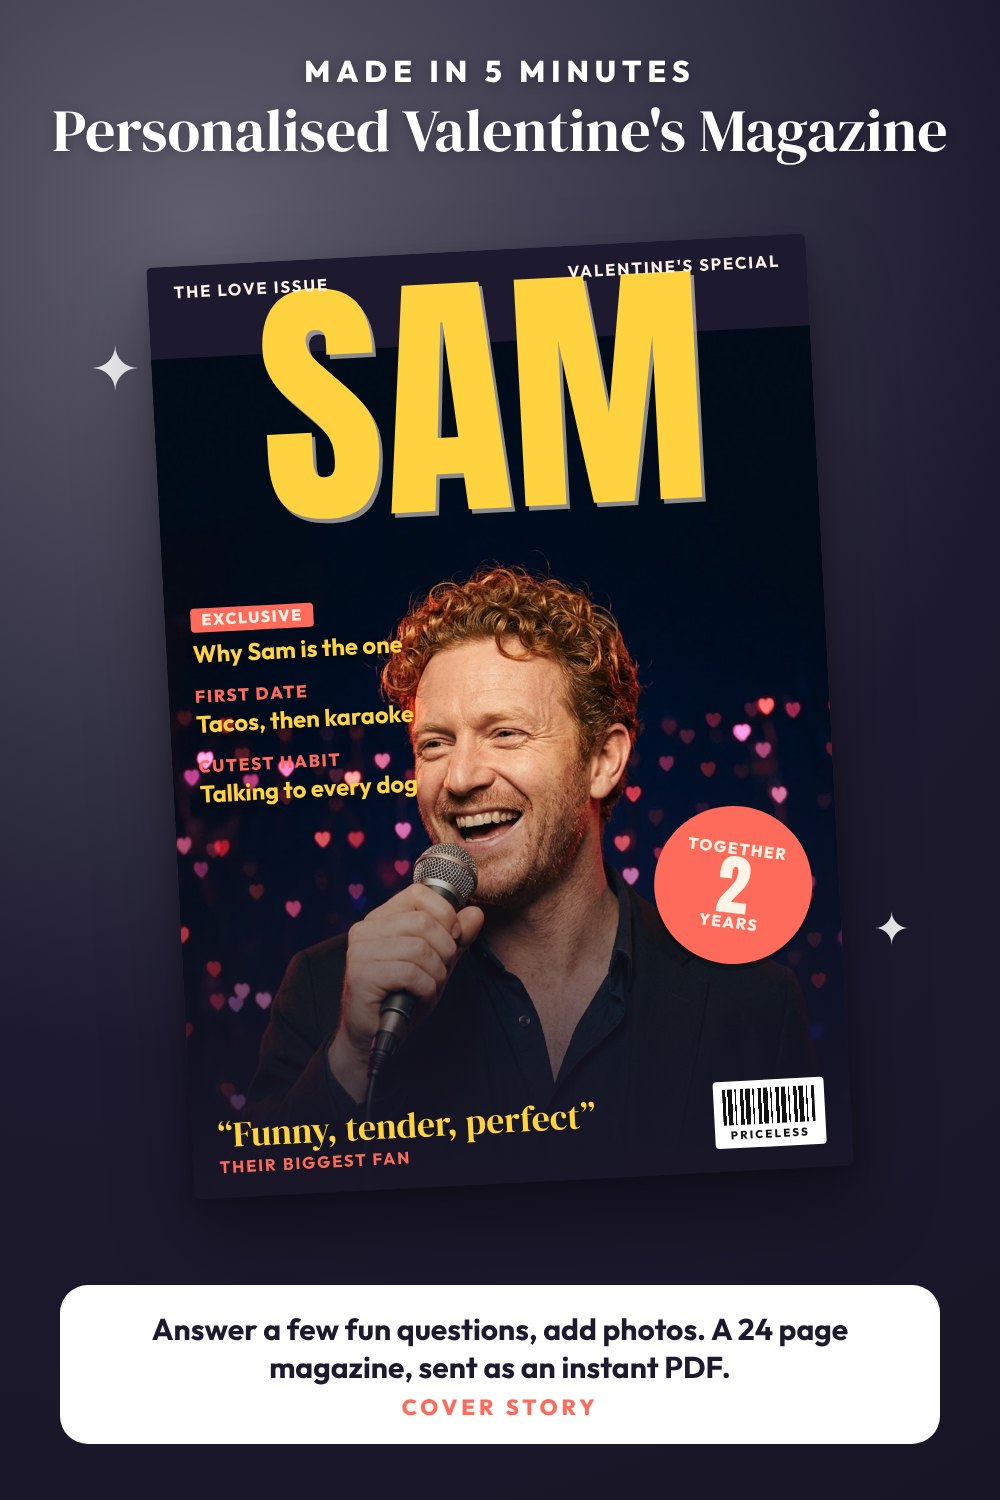 MADE IN 5 MINUTES
Personalised Valentine's Magazine
THE LOVE ISSUE
VALENTINE'S SPECIAL
SAM
EXCLUSIVE
Why Sam is the one
FIRST DATE
Tacos, then karaoke
CUTEST HABIT
Talking to every dog
TOGETHER
2
YEARS
“Funny, tender, perfect”
THEIR BIGGEST FAN
PRICELESS
Answer a few fun questions, add photos. A 24 page
magazine, sent as an instant PDF.
COVER STORY